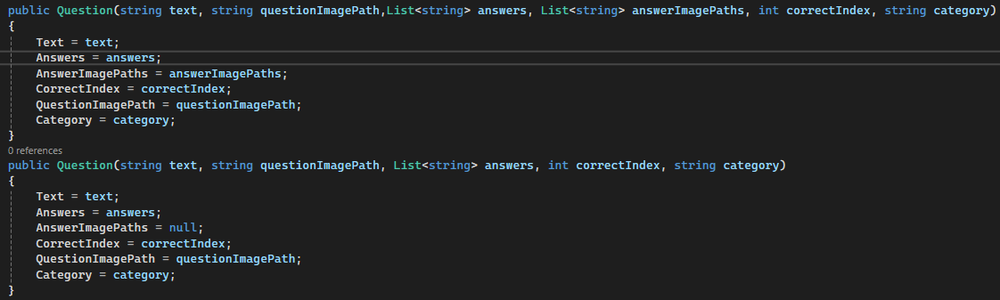 public Question(string text, string questionImagePath,List<string> answers, List<string> answerImagePaths, int correctIndex, string category)
{
    Text = text;
    Answers = answers;
    AnswerImagePaths = answerImagePaths;
    CorrectIndex = correctIndex;
    QuestionImagePath = questionImagePath;
    Category = category;
}
0 references
public Question(string text, string questionImagePath, List<string> answers, int correctIndex, string category)
{
    Text = text;
    Answers = answers;
    AnswerImagePaths = null;
    CorrectIndex = correctIndex;
    QuestionImagePath = questionImagePath;
    Category = category;
}